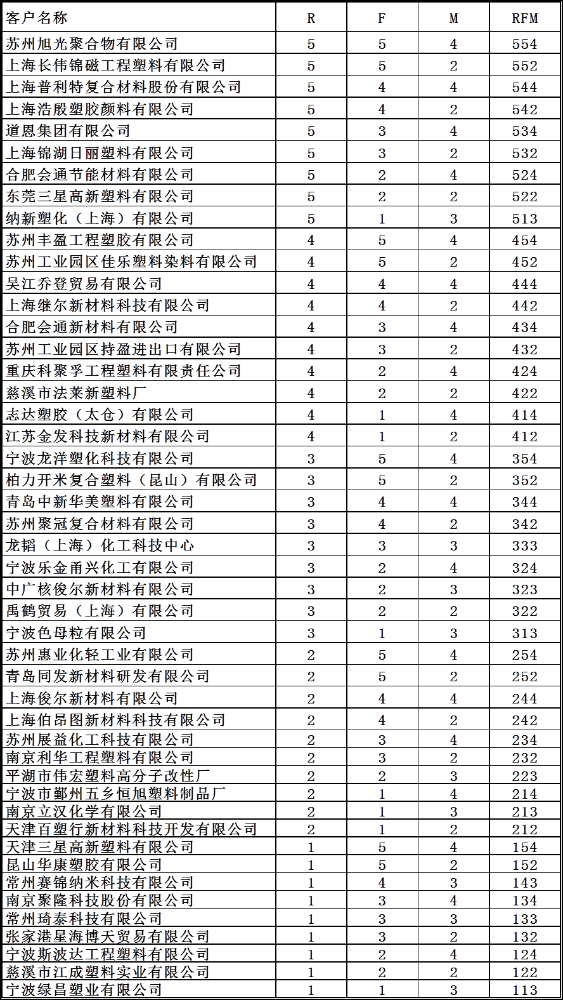 客户名称 R F M RFM
苏州旭光聚合物有限公司 5 5 4 554
上海长伟锦磁工程塑料有限公司 5 5 2 552
上海普利特复合材料股份有限公司 5 4 4 544
上海浩殷塑胶颜料有限公司 5 4 2 542
道恩集团有限公司 5 3 4 534
上海锦湖日丽塑料有限公司 5 3 2 532
合肥会通节能材料有限公司 5 2 4 524
东莞三星高新塑料有限公司 5 2 2 522
纳新塑化（上海）有限公司 5 1 3 513
苏州丰盈工程塑胶有限公司 4 5 4 454
苏州工业园区佳乐塑料染料有限公司 4 5 2 452
吴江乔登贸易有限公司 4 4 4 444
上海继尔新材料科技有限公司 4 4 2 442
合肥会通新材料有限公司 4 3 4 434
苏州工业园区持盈进出口有限公司 4 3 2 432
重庆科聚孚工程塑料有限责任公司 4 2 4 424
慈溪市法莱新塑料厂 4 2 2 422
志达塑胶（太仓）有限公司 4 1 4 414
江苏金发科技新材料有限公司 4 1 2 412
宁波龙洋塑化科技有限公司 3 5 4 354
柏力开米复合塑料（昆山）有限公司 3 5 2 352
青岛中新华美塑料有限公司 3 4 4 344
苏州聚冠复合材料有限公司 3 4 2 342
龙韬（上海）化工科技中心 3 3 3 333
宁波乐金甬兴化工有限公司 3 2 4 324
中广核俊尔新材料有限公司 3 2 3 323
禹鹤贸易（上海）有限公司 3 2 2 322
宁波色母粒有限公司 3 1 3 313
苏州惠业化轻工业有限公司 2 5 4 254
青岛同发新材料研发有限公司 2 5 2 252
上海俊尔新材料有限公司 2 4 4 244
上海伯昂图新材料科技有限公司 2 4 2 242
苏州展益化工科技有限公司 2 3 4 234
南京利华工程塑料有限公司 2 3 2 232
平湖市伟宏塑料高分子改性厂 2 2 3 223
宁波市鄞州五乡恒旭塑料制品厂 2 1 4 214
南京立汉化学有限公司 2 1 3 213
天津百塑行新材料科技开发有限公司 2 1 2 212
天津三星高新塑料有限公司 1 5 4 154
昆山华康塑胶有限公司 1 5 2 152
常州赛锦纳米科技有限公司 1 4 3 143
南京聚隆科技股份有限公司 1 3 4 134
常州琦泰科技有限公司 1 3 3 133
张家港星海博天贸易有限公司 1 3 2 132
宁波斯波达工程塑料有限公司 1 2 4 124
慈溪市江成塑料实业有限公司 1 2 2 122
宁波绿昌塑业有限公司 1 1 3 113